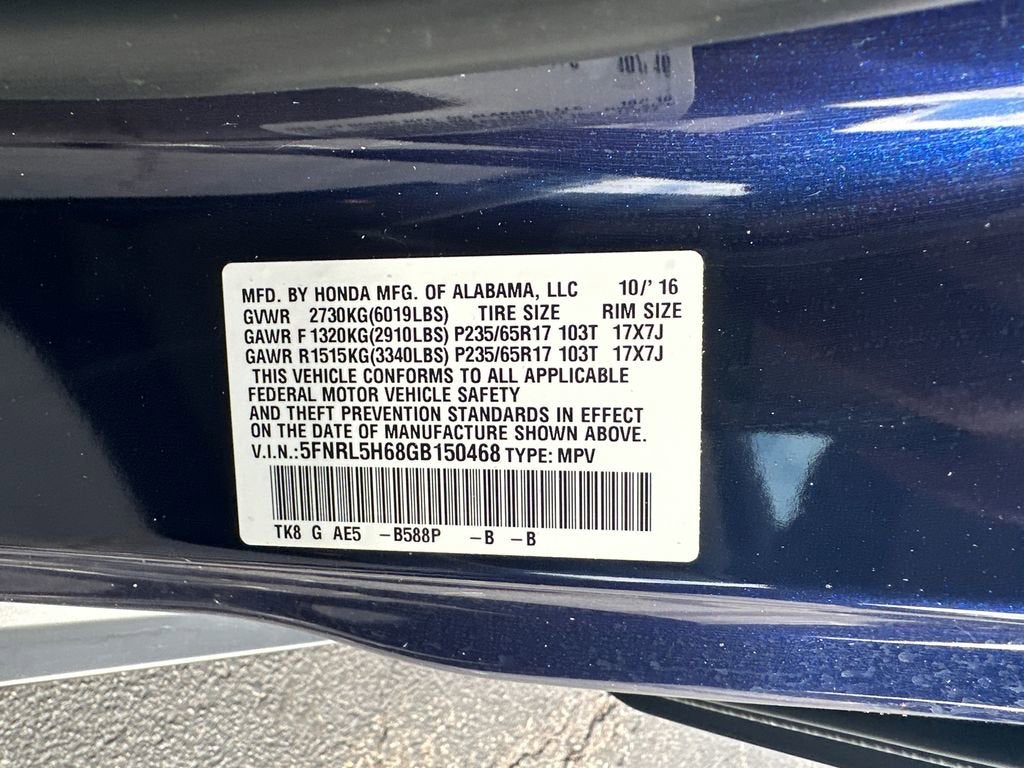 MFD. BY HONDA MFG. OF ALABAMA, LLC 10/'16
GVWR 2730KG(6019LBS) TIRE SIZE RIM SIZE
GAWR F 1320KG(2910LBS) P235/65R17 103T 17X7J
GAWR R1515KG(3340LBS) P235/65R17 103T 17X7J
THIS VEHICLE CONFORMS TO ALL APPLICABLE
FEDERAL MOTOR VEHICLE SAFETY
AND THEFT PREVENTION STANDARDS IN EFFECT
ON THE DATE OF MANUFACTURE SHOWN ABOVE.
V.I.N.:5FNRL5H68GB150468 TYPE: MPV
TK8 G AE5 -B588P -B -B